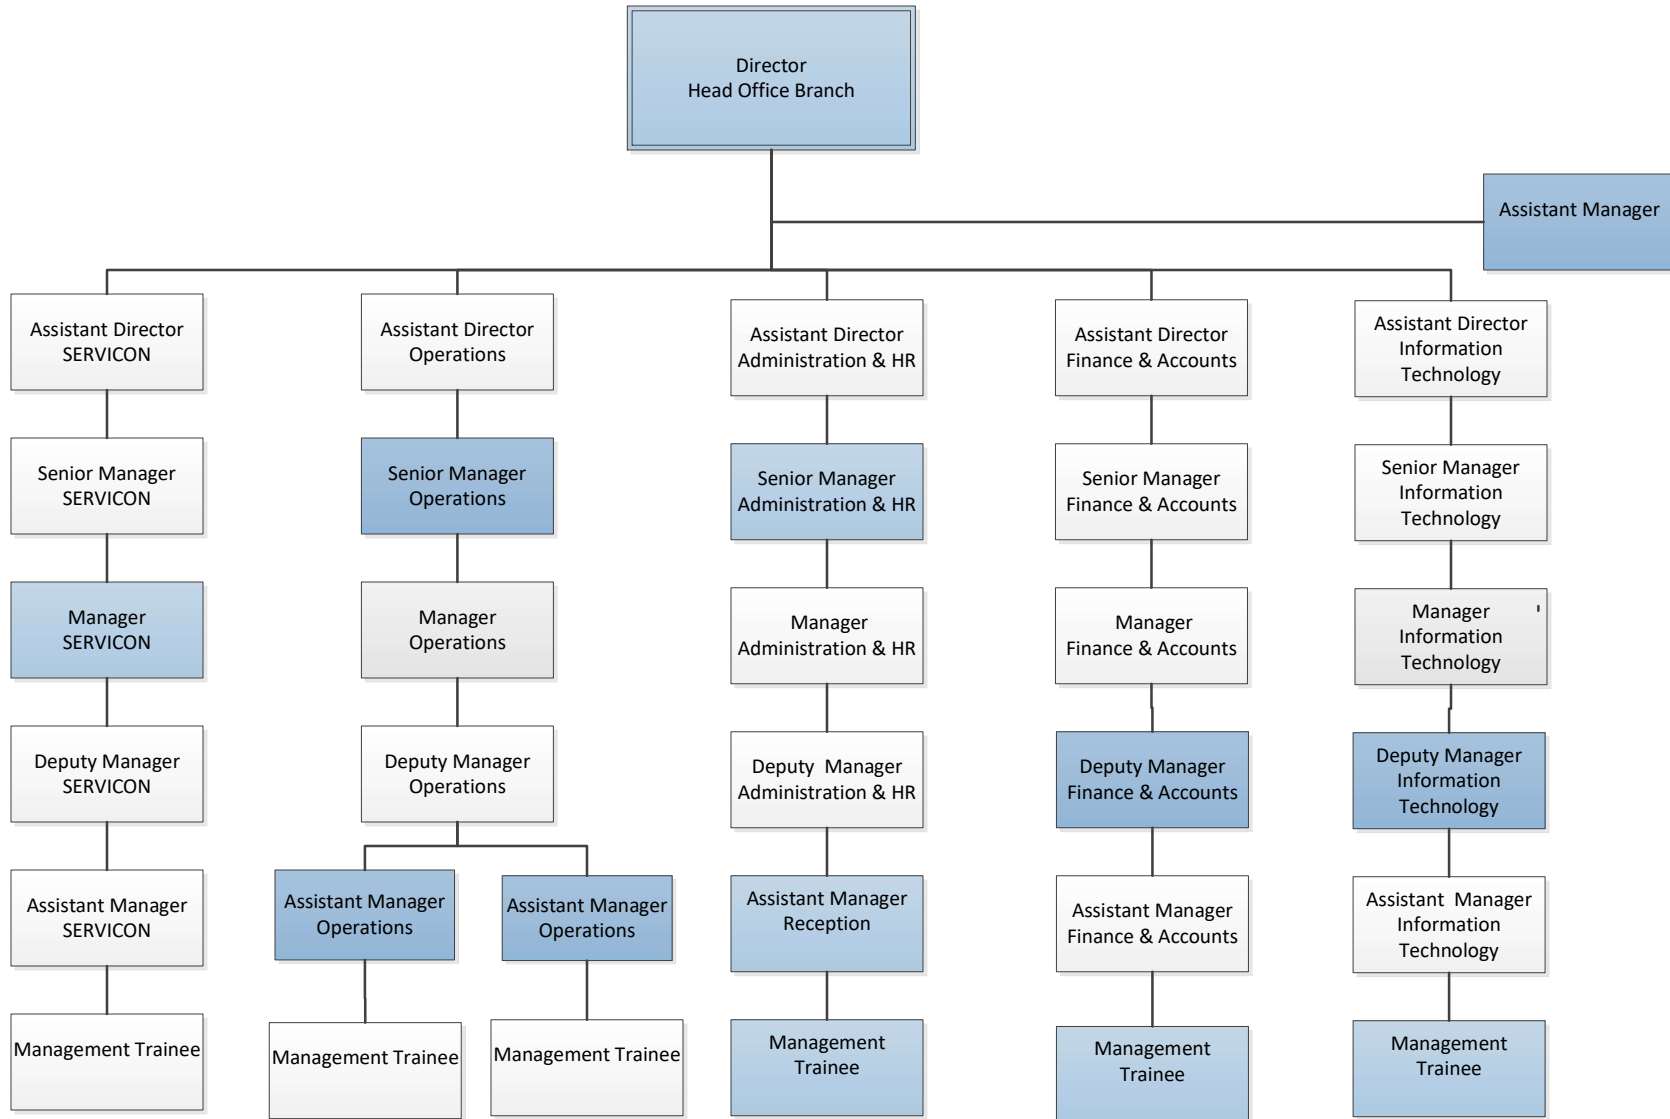 Director
Head Office Branch
Assistant Manager
Assistant Director
SERVICON
Assistant Director
Operations
Assistant Director
Administration & HR
Assistant Director
Finance & Accounts
Assistant Director
Information
Technology
Senior Manager
SERVICON
Senior Manager
Operations
Senior Manager
Administration & HR
Senior Manager
Finance & Accounts
Senior Manager
Information
Technology
Manager
SERVICON
Manager
Operations
Manager
Administration & HR
Manager
Finance & Accounts
Manager
Information
Technology
Deputy Manager
SERVICON
Deputy Manager
Operations
Deputy  Manager
Administration & HR
Deputy Manager
Finance & Accounts
Deputy Manager
Information
Technology
Assistant Manager
SERVICON
Assistant Manager
Operations
Assistant Manager
Operations
Assistant Manager
Reception
Assistant Manager
Finance & Accounts
Assistant  Manager
Information
Technology
Management Trainee
Management Trainee
Management Trainee
Management
Trainee
Management
Trainee
Management
Trainee